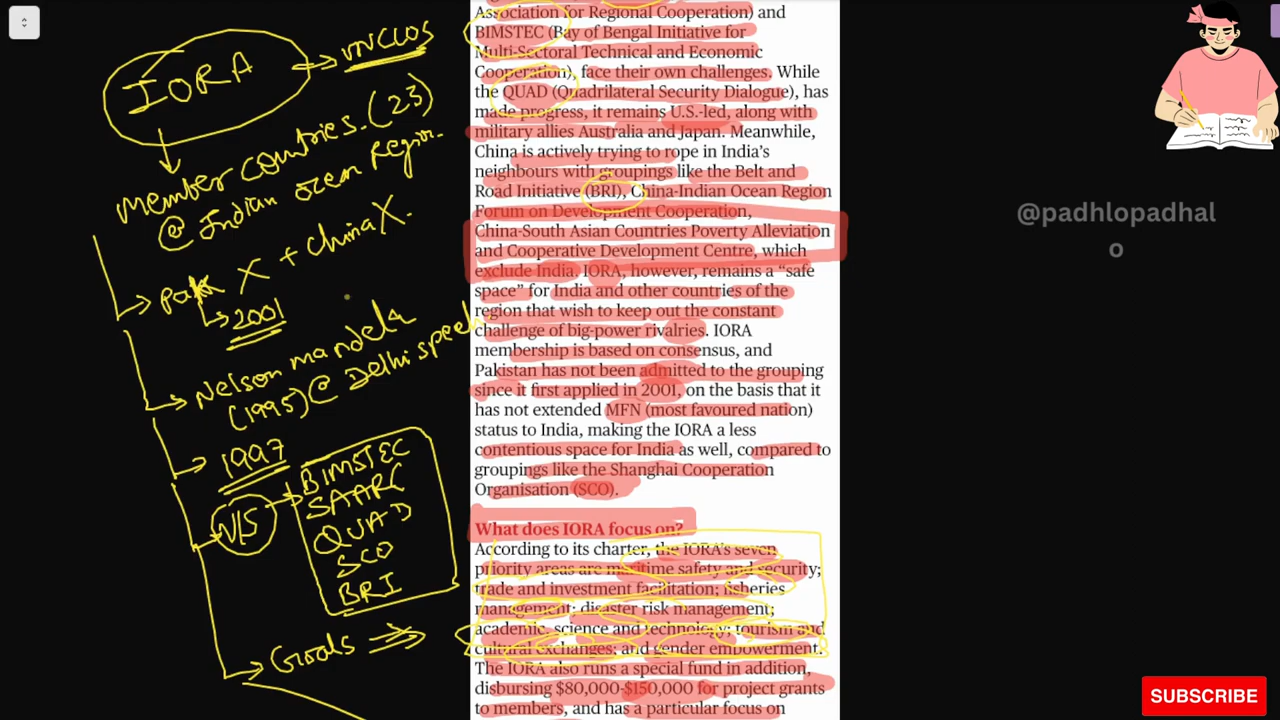 IORA → UNCLOS
member countries. (23)
@ Indian ocean Region.
→ Pak X + China X.
→ 2001
→ Nelson mandela
(1995) @ Delhi speech
→ 1997
→ V/S → BIMSTEC
SAARC
QUAD
SCO
BRI
→ Goals ⇒
Association for Regional Cooperation) and
BIMSTEC (Bay of Bengal Initiative for
Multi-Sectoral Technical and Economic
Cooperation), face their own challenges. While
the QUAD (Quadrilateral Security Dialogue), has
made progress, it remains U.S.-led, along with
military allies Australia and Japan. Meanwhile,
China is actively trying to rope in India’s
neighbours with groupings like the Belt and
Road Initiative (BRI), China-Indian Ocean Region
Forum on Development Cooperation,
China-South Asian Countries Poverty Alleviation
and Cooperative Development Centre, which
exclude India. IORA, however, remains a “safe
space” for India and other countries of the
region that wish to keep out the constant
challenge of big-power rivalries. IORA
membership is based on consensus, and
Pakistan has not been admitted to the grouping
since it first applied in 2001, on the basis that it
has not extended MFN (most favoured nation)
status to India, making the IORA a less
contentious space for India as well, compared to
groupings like the Shanghai Cooperation
Organisation (SCO).
What does IORA focus on?
According to its charter, the IORA’s seven
priority areas are maritime safety and security;
trade and investment facilitation; fisheries
management; disaster risk management;
academic, science and technology; tourism and
cultural exchanges; and gender empowerment.
The IORA also runs a special fund in addition,
disbursing $80,000-$150,000 for project grants
to members, and has a particular focus on
@padhlopadhal
o
SUBSCRIBE